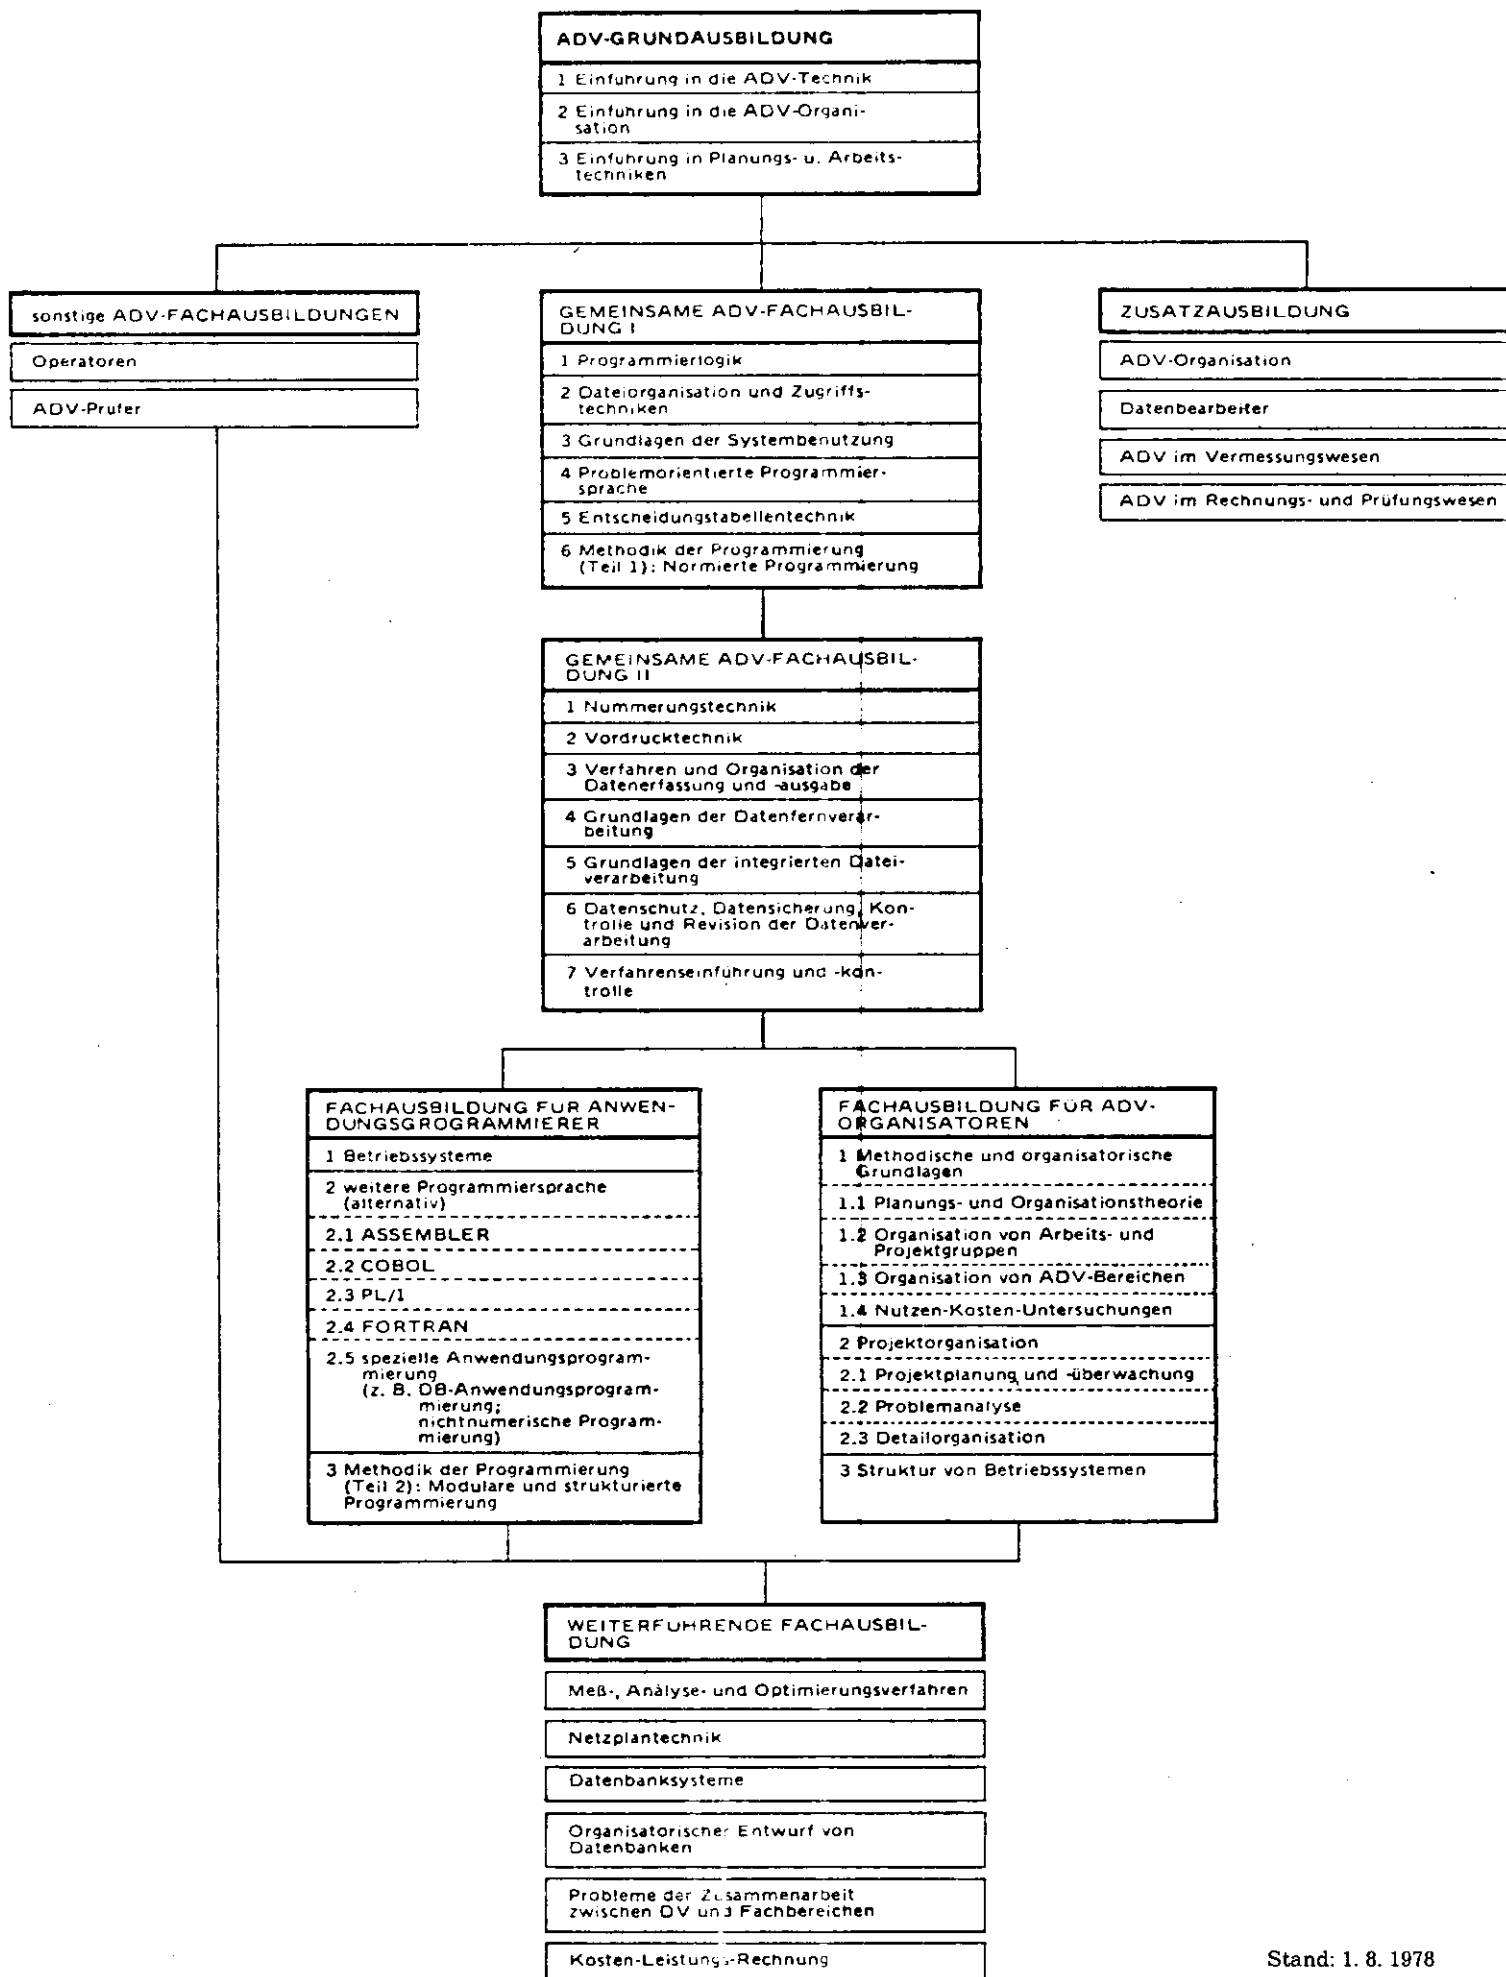 ADV-GRUNDAUSBILDUNG
1 Einführung in die ADV-Technik
2 Einführung in die ADV-Organi-
sation
3 Einführung in Planungs- u. Arbeits-
techniken
sonstige ADV-FACHAUSBILDUNGEN
Operatoren
ADV-Prüfer
GEMEINSAME ADV-FACHAUSBIL-
DUNG I
1 Programmierlogik
2 Dateiorganisation und Zugriffs-
techniken
3 Grundlagen der Systembenutzung
4 Problemorientierte Programmier-
sprache
5 Entscheidungstabellentechnik
6 Methodik der Programmierung
(Teil 1): Normierte Programmierung
ZUSATZAUSBILDUNG
ADV-Organisation
Datenbearbeiter
ADV im Vermessungswesen
ADV im Rechnungs- und Prüfungswesen
GEMEINSAME ADV-FACHAUSBIL-
DUNG II
1 Nummerungstechnik
2 Vordrucktechnik
3 Verfahren und Organisation der
Datenerfassung und -ausgabe
4 Grundlagen der Datenfernverar-
beitung
5 Grundlagen der integrierten Datei-
verarbeitung
6 Datenschutz, Datensicherung, Kon-
trolle und Revision der Datenver-
arbeitung
7 Verfahrenseinführung und -kon-
trolle
FACHAUSBILDUNG FÜR ANWEN-
DUNGSGROGRAMMIERER
1 Betriebssysteme
2 weitere Programmiersprache
(alternativ)
2.1 ASSEMBLER
2.2 COBOL
2.3 PL/1
2.4 FORTRAN
2.5 spezielle Anwendungsprogram-
mierung
(z. B. DB-Anwendungsprogram-
mierung;
nichtnumerische Program-
mierung)
3 Methodik der Programmierung
(Teil 2): Modulare und strukturierte
Programmierung
FACHAUSBILDUNG FÜR ADV-
ORGANISATOREN
1 Methodische und organisatorische
Grundlagen
1.1 Planungs- und Organisationstheorie
1.2 Organisation von Arbeits- und
Projektgruppen
1.3 Organisation von ADV-Bereichen
1.4 Nutzen-Kosten-Untersuchungen
2 Projektorganisation
2.1 Projektplanung und -überwachung
2.2 Problemanalyse
2.3 Detailorganisation
3 Struktur von Betriebssystemen
WEITERFÜHRENDE FACHAUSBIL-
DUNG
Meß-, Analyse- und Optimierungsverfahren
Netzplantechnik
Datenbanksysteme
Organisatorischer Entwurf von
Datenbanken
Probleme der Zusammenarbeit
zwischen DV und Fachbereichen
Kosten-Leistungs-Rechnung
Stand: 1. 8. 1978